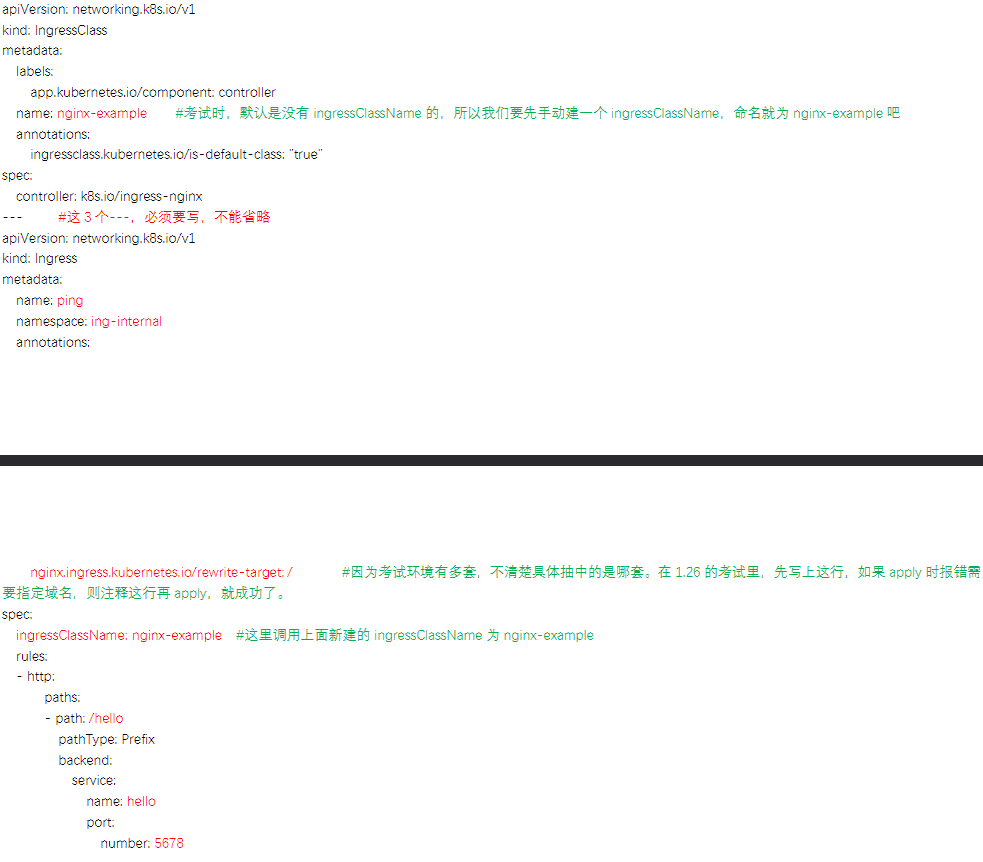 apiVersion: networking.k8s.io/v1
kind: IngressClass
metadata:
labels:
app.kubernetes.io/component: controller
name: nginx-example #考试时，默认是没有 ingressClassName 的，所以我们要先手动建一个 ingressClassName，命名就为 nginx-example 吧
annotations:
ingressclass.kubernetes.io/is-default-class: "true"
spec:
controller: k8s.io/ingress-nginx
--- #这 3 个---，必须要写，不能省略
apiVersion: networking.k8s.io/v1
kind: Ingress
metadata:
name: ping
namespace: ing-internal
annotations:
nginx.ingress.kubernetes.io/rewrite-target: / #因为考试环境有多套，不清楚具体抽中的是哪套。在 1.26 的考试里，先写上这行，如果 apply 时报错需
要指定域名，则注释这行再 apply，就成功了。
spec:
ingressClassName: nginx-example #这里调用上面新建的 ingressClassName 为 nginx-example
rules:
- http:
paths:
- path: /hello
pathType: Prefix
backend:
service:
name: hello
port:
number: 5678